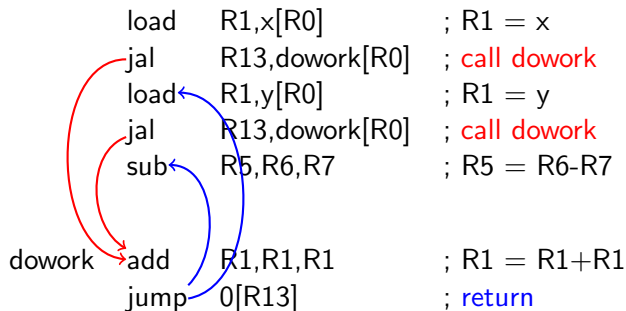 load R1,x[R0] ; R1 = x
jal R13,dowork[R0] ; call dowork
load R1,y[R0] ; R1 = y
jal R13,dowork[R0] ; call dowork
sub R5,R6,R7 ; R5 = R6-R7
dowork add R1,R1,R1 ; R1 = R1+R1
jump 0[R13] ; return